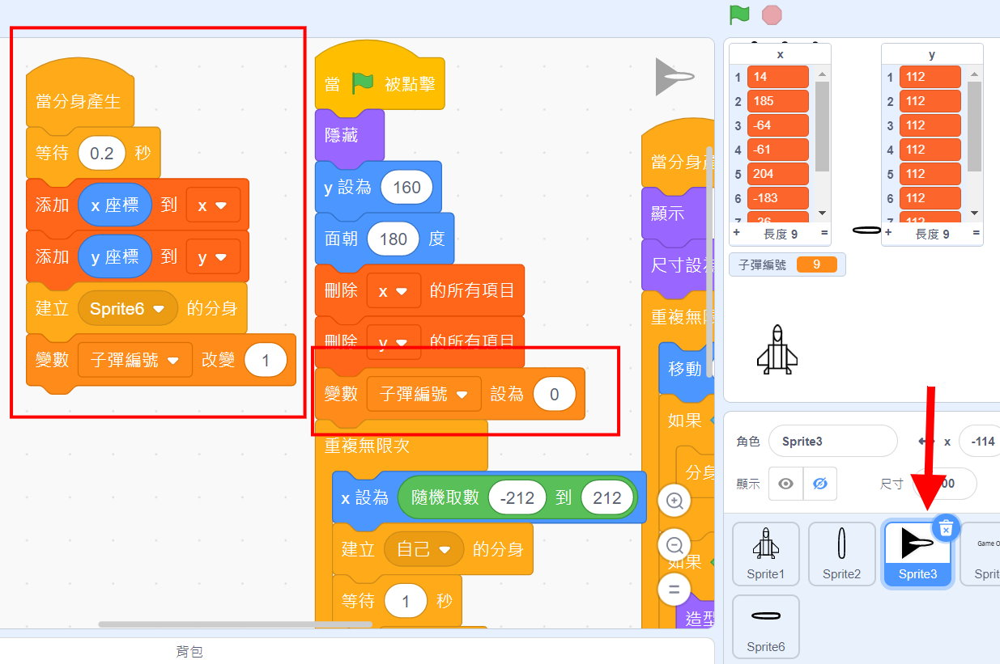 當分身產生
等待 0.2 秒
添加 x 座標 到 x
添加 y 座標 到 y
建立 Sprite6 的分身
變數 子彈編號 改變 1
當 被點擊
隱藏
y 設為 160
面朝 180 度
刪除 x 的所有項目
刪除 y 的所有項目
變數 子彈編號 設為 0
重複無限次
x 設為 隨機取數 -212 到 212
建立 自己 的分身
等待 1 秒
當分身
顯示
尺寸設
重複無
移動
如果
分身
如果
造型
背包
x
1 14
2 185
3 -64
4 -61
5 204
6 -183
+ 長度 9 =
y
1 112
2 112
3 112
4 112
5 112
6 112
+ 長度 9 =
子彈編號 9
角色 Sprite3 x -114
顯示 尺寸
Sprite1
Sprite2
Sprite3
Game O
Sprit
Sprite6